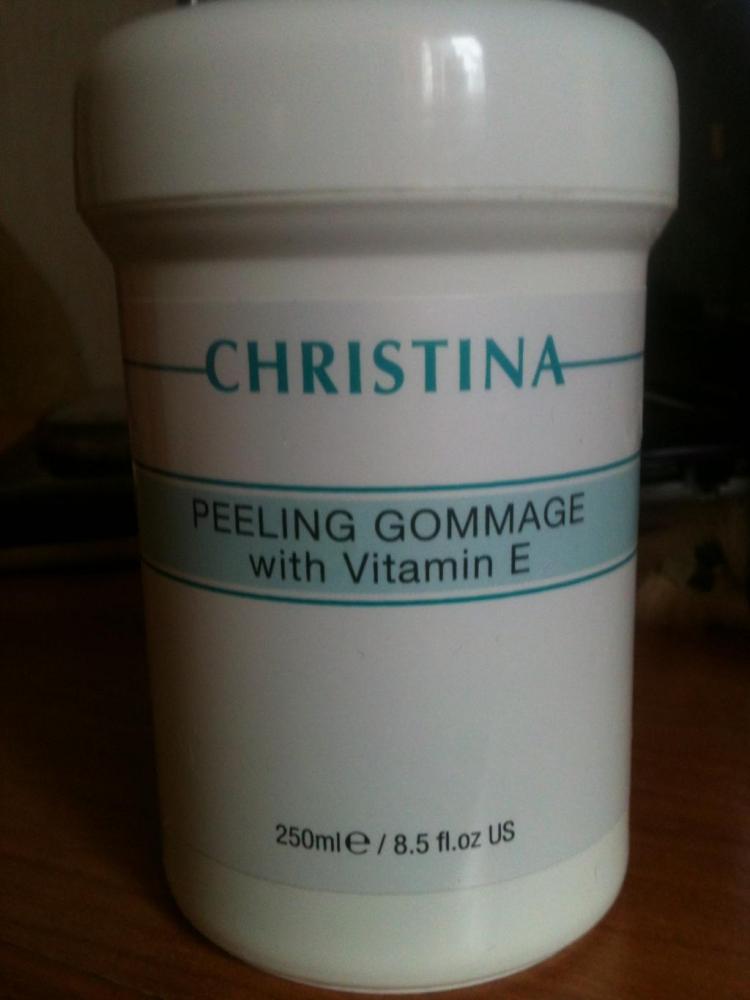 CHRISTINA
PEELING GOMMAGE
with Vitamin E
250ml℮ / 8.5 fl.oz US